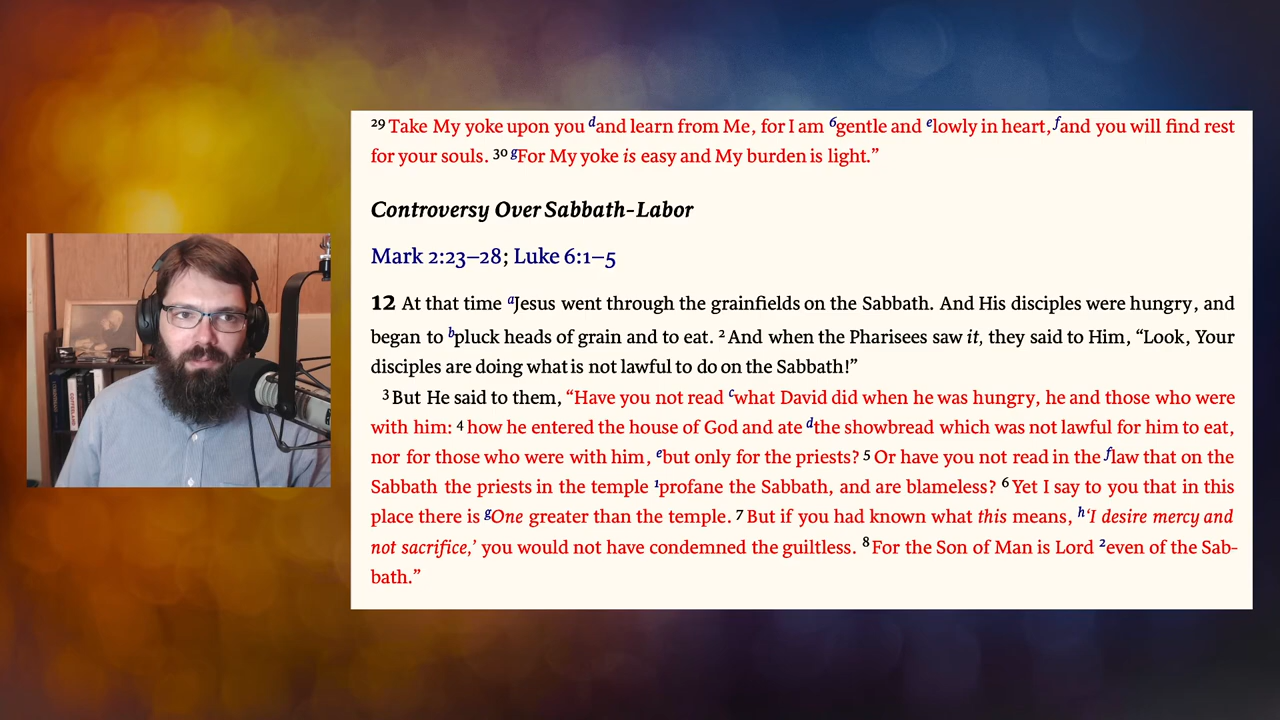 29 Take My yoke upon you dand learn from Me, for I am 6gentle and elowly in heart, fand you will find rest
for your souls. 30 gFor My yoke is easy and My burden is light.”
Controversy Over Sabbath-Labor
Mark 2:23–28; Luke 6:1–5
12 At that time aJesus went through the grainfields on the Sabbath. And His disciples were hungry, and
began to bpluck heads of grain and to eat. 2 And when the Pharisees saw it, they said to Him, “Look, Your
disciples are doing what is not lawful to do on the Sabbath!”
3 But He said to them, “Have you not read cwhat David did when he was hungry, he and those who were
with him: 4 how he entered the house of God and ate dthe showbread which was not lawful for him to eat,
nor for those who were with him, ebut only for the priests? 5 Or have you not read in the flaw that on the
Sabbath the priests in the temple 1profane the Sabbath, and are blameless? 6 Yet I say to you that in this
place there is gOne greater than the temple. 7 But if you had known what this means, h‘I desire mercy and
not sacrifice,’ you would not have condemned the guiltless. 8 For the Son of Man is Lord 2even of the Sab-
bath.”